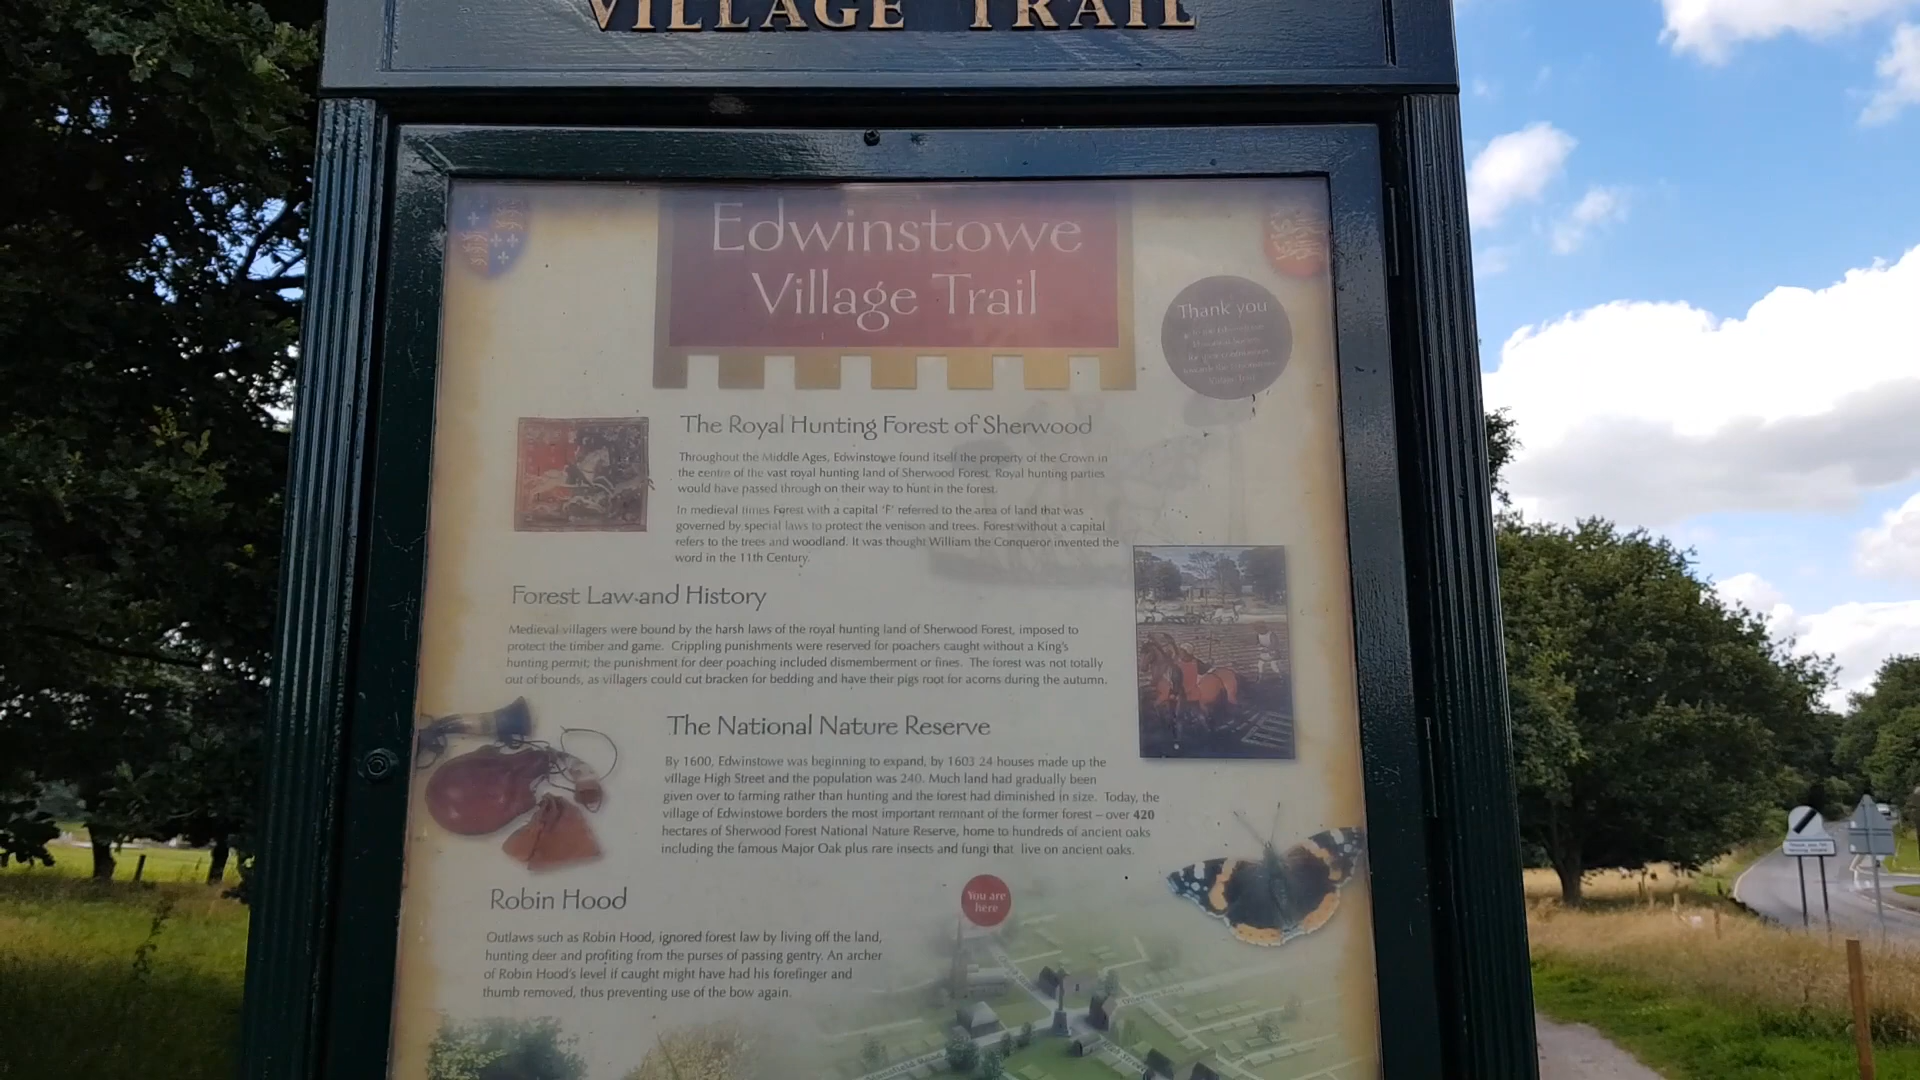 VILLAGE TRAIL
Edwinstowe
Village Trail
Thank you
The Royal Hunting Forest of Sherwood
Throughout the Middle Ages, Edwinstowe found itself the property of the Crown in
the centre of the vast royal hunting land of Sherwood Forest. Royal hunting parties
would have passed through on their way to hunt in the forest.
In medieval times Forest with a capital 'F' referred to the area of land that was
governed by special laws to protect the venison and trees. Forest without a capital
refers to the trees and woodland. It was thought William the Conqueror invented the
word in the 11th Century.
Forest Law and History
Medieval villagers were bound by the harsh laws of the royal hunting land of Sherwood Forest, imposed to
protect the timber and game. Crippling punishments were reserved for poachers caught without a King's
hunting permit; the punishment for deer poaching included dismemberment or fines. The forest was not totally
out of bounds, as villagers could cut bracken for bedding and have their pigs root for acorns during the autumn.
The National Nature Reserve
By 1600, Edwinstowe was beginning to expand, by 1603 24 houses made up the
village High Street and the population was 240. Much land had gradually been
given over to farming rather than hunting and the forest had diminished in size. Today, the
village of Edwinstowe borders the most important remnant of the former forest – over 420
hectares of Sherwood Forest National Nature Reserve, home to hundreds of ancient oaks
including the famous Major Oak plus rare insects and fungi that live on ancient oaks.
Robin Hood
Outlaws such as Robin Hood, ignored forest law by living off the land,
hunting deer and profiting from the purses of passing gentry. An archer
of Robin Hood's level if caught might have had his forefinger and
thumb removed, thus preventing use of the bow again.
You are
here